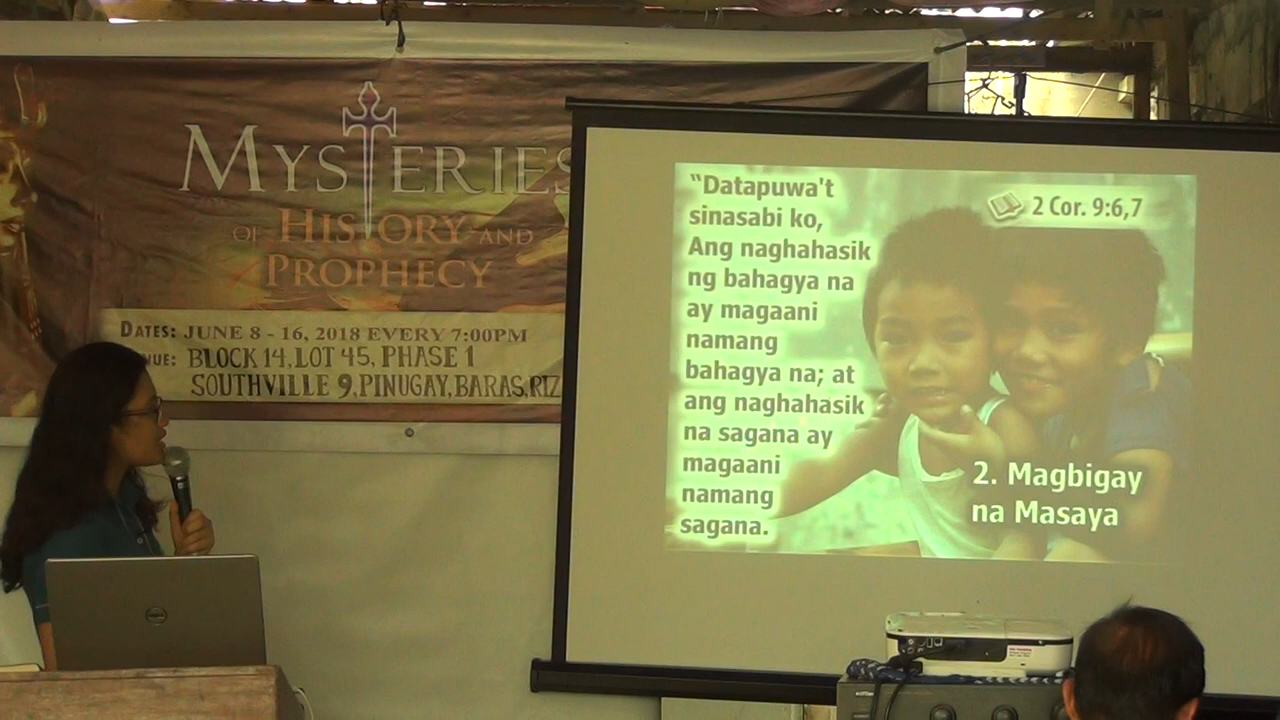 MYSTERIES
OF HISTORY AND
PROPHECY
DATES: JUNE 8 - 16, 2018 EVERY 7:00PM
BLOCK 14, LOT 45, PHASE 1
SOUTHVILLE 9, PINUGAY, BARAS, RIZ
“Datapuwa't
sinasabi ko,
Ang naghahasik
ng bahagya na
ay magaani
namang
bahagya na; at
ang naghahasik
na sagana ay
magaani
namang
sagana.
2 Cor. 9:6,7
2. Magbigay
na Masaya
DELL